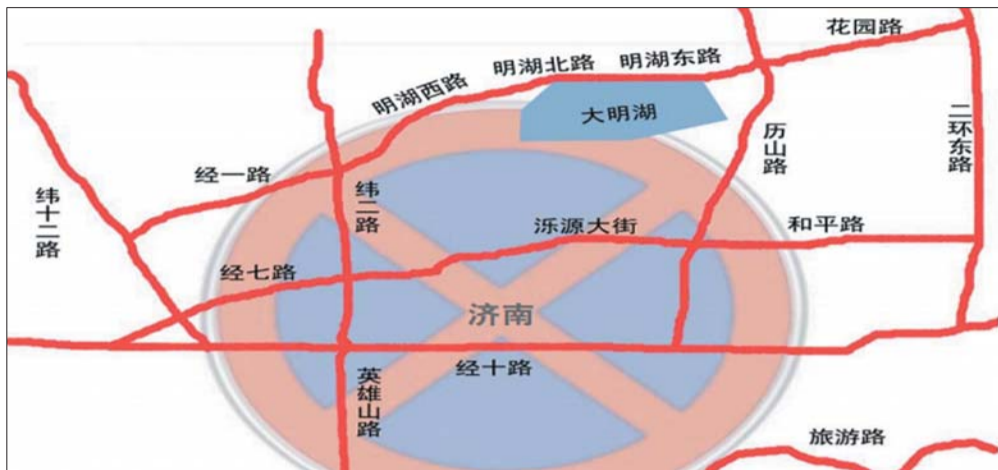 花园路
明湖北路
明湖东路
明湖西路
大明湖
二环东路
历山路
经一路
纬二路
纬十二路
泺源大街
和平路
经七路
济南
经十路
英雄山路
旅游路